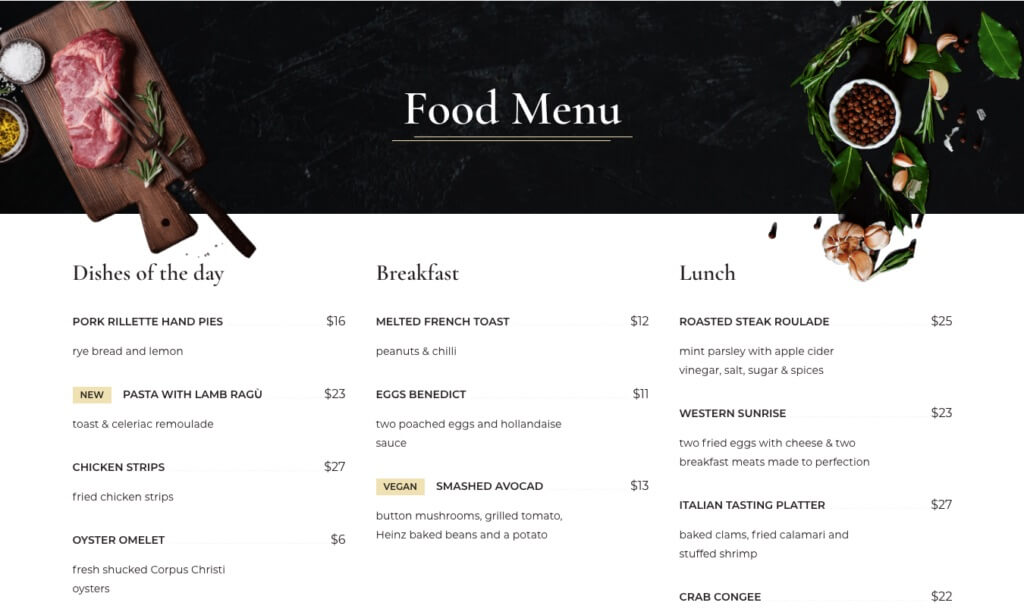 Food Menu
Dishes of the day
PORK RILLETTE HAND PIES $16
rye bread and lemon
NEW PASTA WITH LAMB RAGÙ $23
toast & celeriac remoulade
CHICKEN STRIPS $27
fried chicken strips
OYSTER OMELET $6
fresh shucked Corpus Christi
oysters
Breakfast
MELTED FRENCH TOAST $12
peanuts & chilli
EGGS BENEDICT $11
two poached eggs and hollandaise
sauce
VEGAN SMASHED AVOCAD $13
button mushrooms, grilled tomato,
Heinz baked beans and a potato
Lunch
ROASTED STEAK ROULADE $25
mint parsley with apple cider
vinegar, salt, sugar & spices
WESTERN SUNRISE $23
two fried eggs with cheese & two
breakfast meats made to perfection
ITALIAN TASTING PLATTER $27
baked clams, fried calamari and
stuffed shrimp
CRAB CONGEE $22